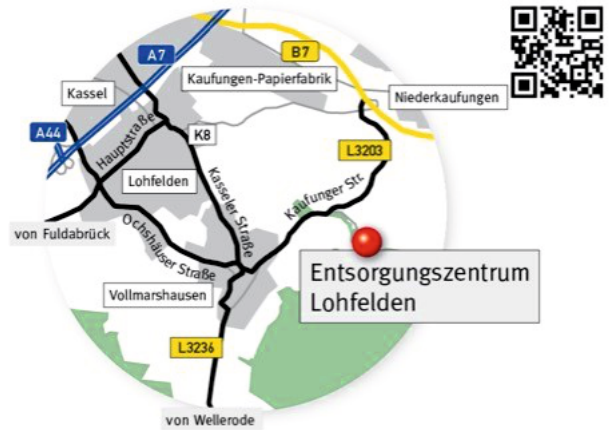 A7
B7
Kaufungen-Papierfabrik
Kassel
Niederkaufungen
A44
Hauptstraße
K8
L3203
Lohfelden
Kasseler Straße
Kaufunger Str.
Ochshäuser Straße
von Fuldabrück
Entsorgungszentrum
Lohfelden
Vollmarshausen
L3236
von Wellerode